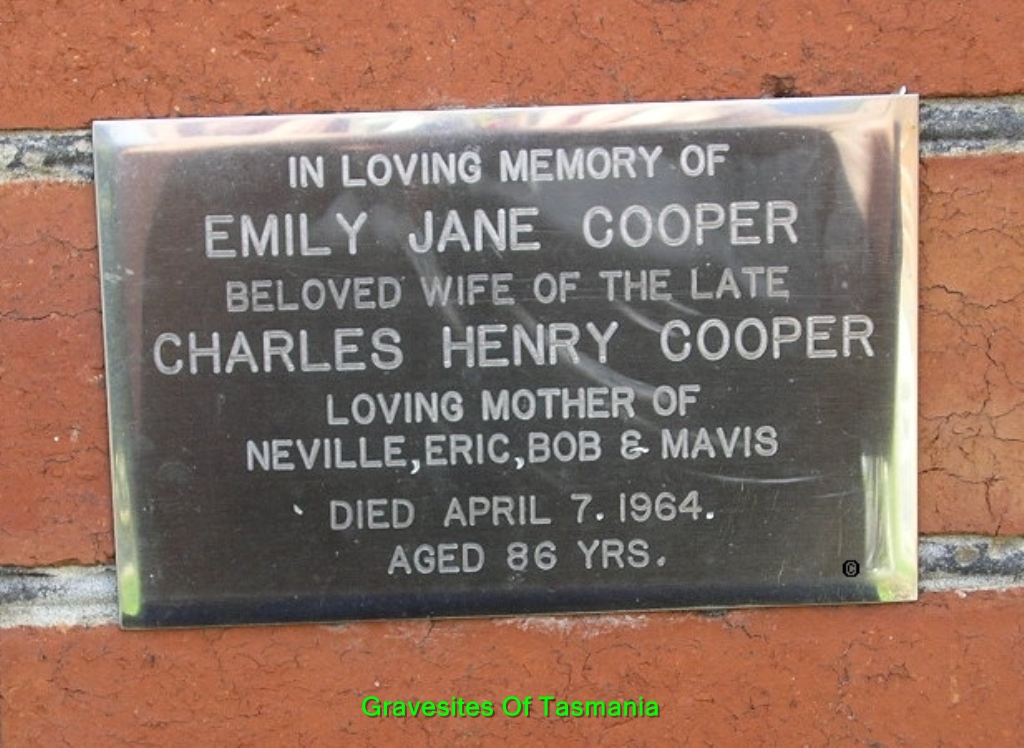 IN LOVING MEMORY OF
EMILY JANE COOPER
BELOVED WIFE OF THE LATE
CHARLES HENRY COOPER
LOVING MOTHER OF
NEVILLE, ERIC, BOB & MAVIS
DIED APRIL 7. 1964.
AGED 86 YRS.
©
Gravesites Of Tasmania